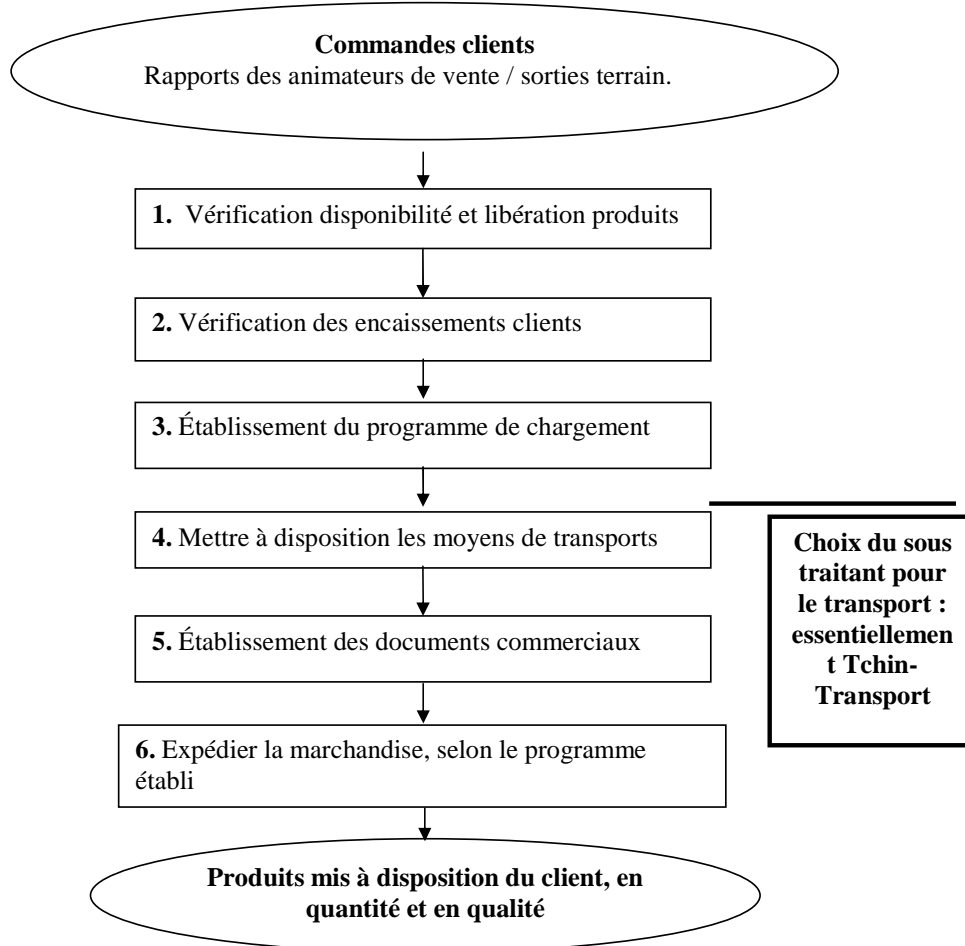 Commandes clients
Rapports des animateurs de vente / sorties terrain.
1. Vérification disponibilité et libération produits
2. Vérification des encaissements clients
3. Établissement du programme de chargement
4. Mettre à disposition les moyens de transports
Choix du sous
traitant pour
le transport :
essentiellemen
t Tchin-
Transport
5. Établissement des documents commerciaux
6. Expédier la marchandise, selon le programme
établi
Produits mis à disposition du client, en
quantité et en qualité